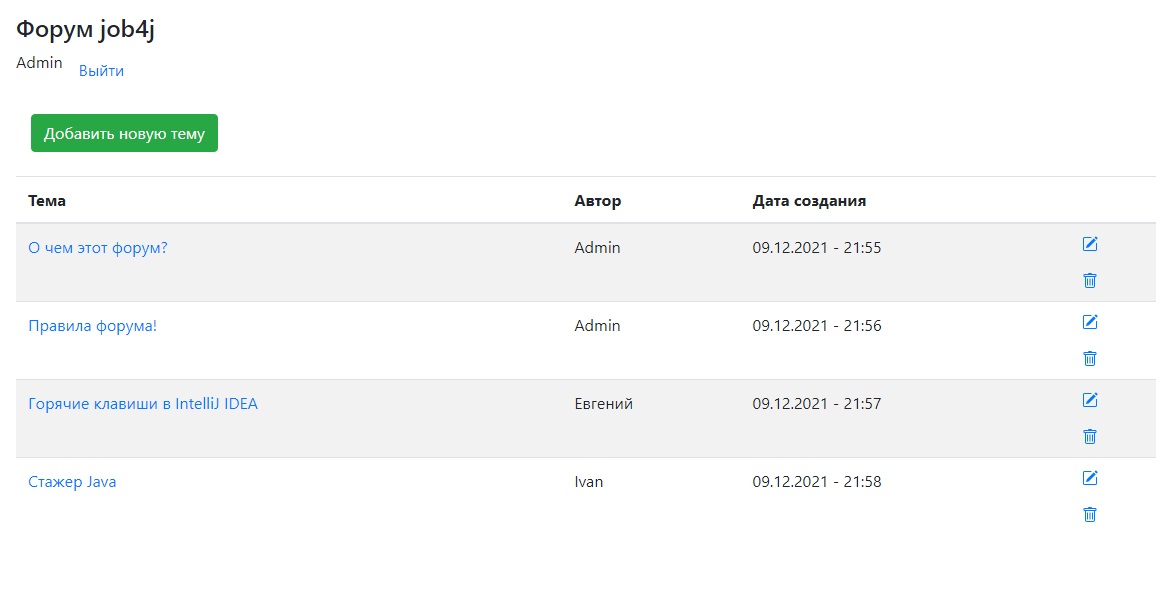 Форум job4j
Admin Выйти
Добавить новую тему
Тема Автор Дата создания
О чем этот форум? Admin 09.12.2021 - 21:55
Правила форума! Admin 09.12.2021 - 21:56
Горячие клавиши в IntelliJ IDEA Евгений 09.12.2021 - 21:57
Стажер Java Ivan 09.12.2021 - 21:58